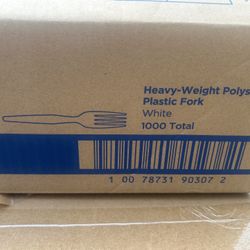 Heavy-Weight Polys
Plastic Fork
White
1000 Total
1 00 78731 90307 2